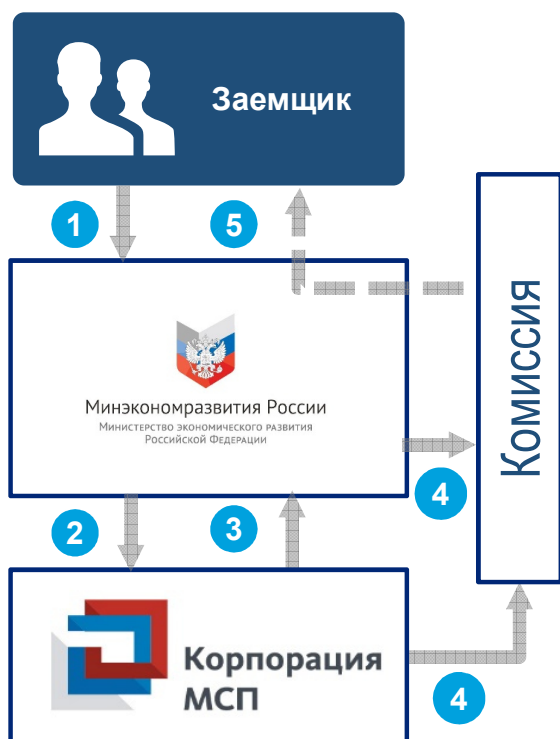 Заемщик
1
5
Минэкономразвития России
Министерство экономического развития
Российской Федерации
Комиссия
4
2
3
Корпорация
МСП
4